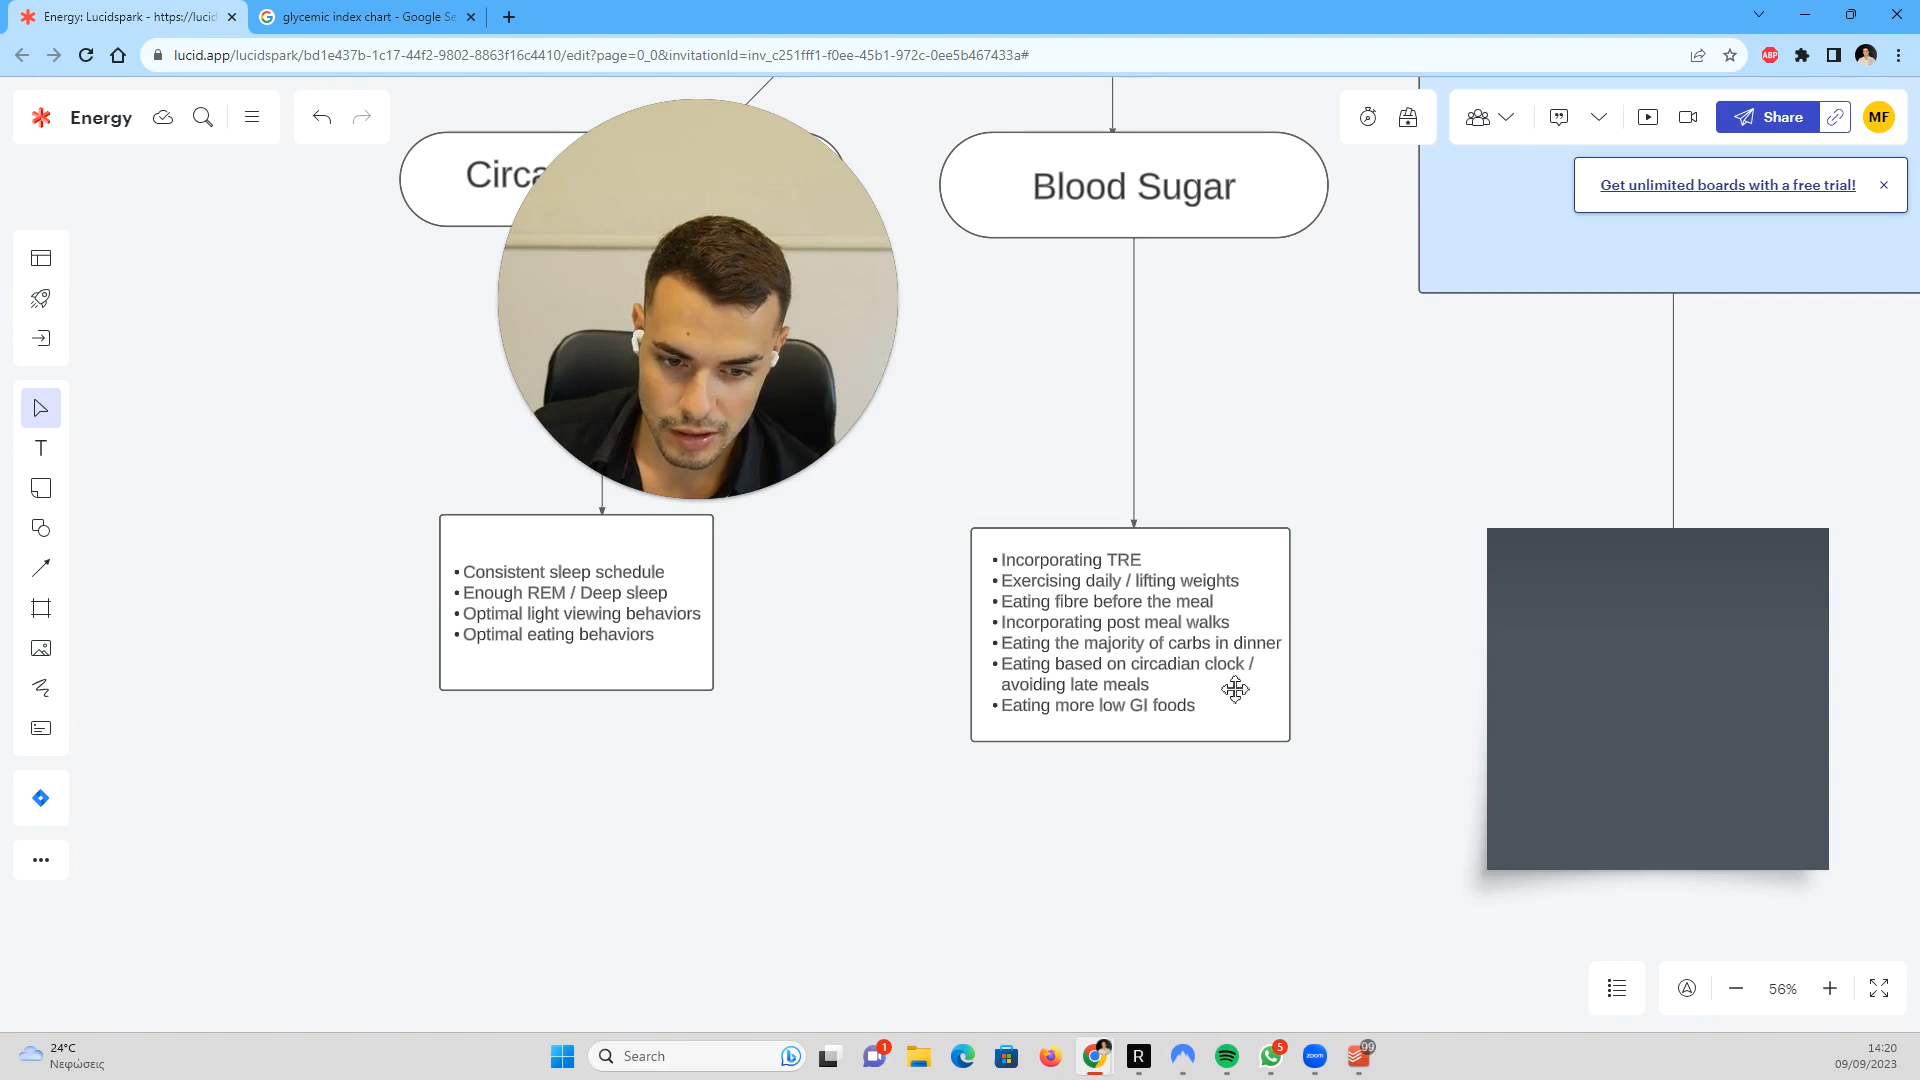 Energy: Lucidspark - https://lucid
glycemic index chart - Google Se
lucid.app/lucidspark/bd1e437b-1c17-44f2-9802-8863f16c4410/edit?page=0_0&invitationId=inv_c251fff1-f0ee-45b1-972c-0ee5b467433a#
ABP
Energy
Share
MF
Get unlimited boards with a free trial!
Circa
Blood Sugar
T
• Consistent sleep schedule
• Enough REM / Deep sleep
• Optimal light viewing behaviors
• Optimal eating behaviors
• Incorporating TRE
• Exercising daily / lifting weights
• Eating fibre before the meal
• Incorporating post meal walks
• Eating the majority of carbs in dinner
• Eating based on circadian clock /
avoiding late meals
• Eating more low GI foods
56%
24°C
Νεφώσεις
Search
1
R
5
zoom
99
14:20
09/09/2023